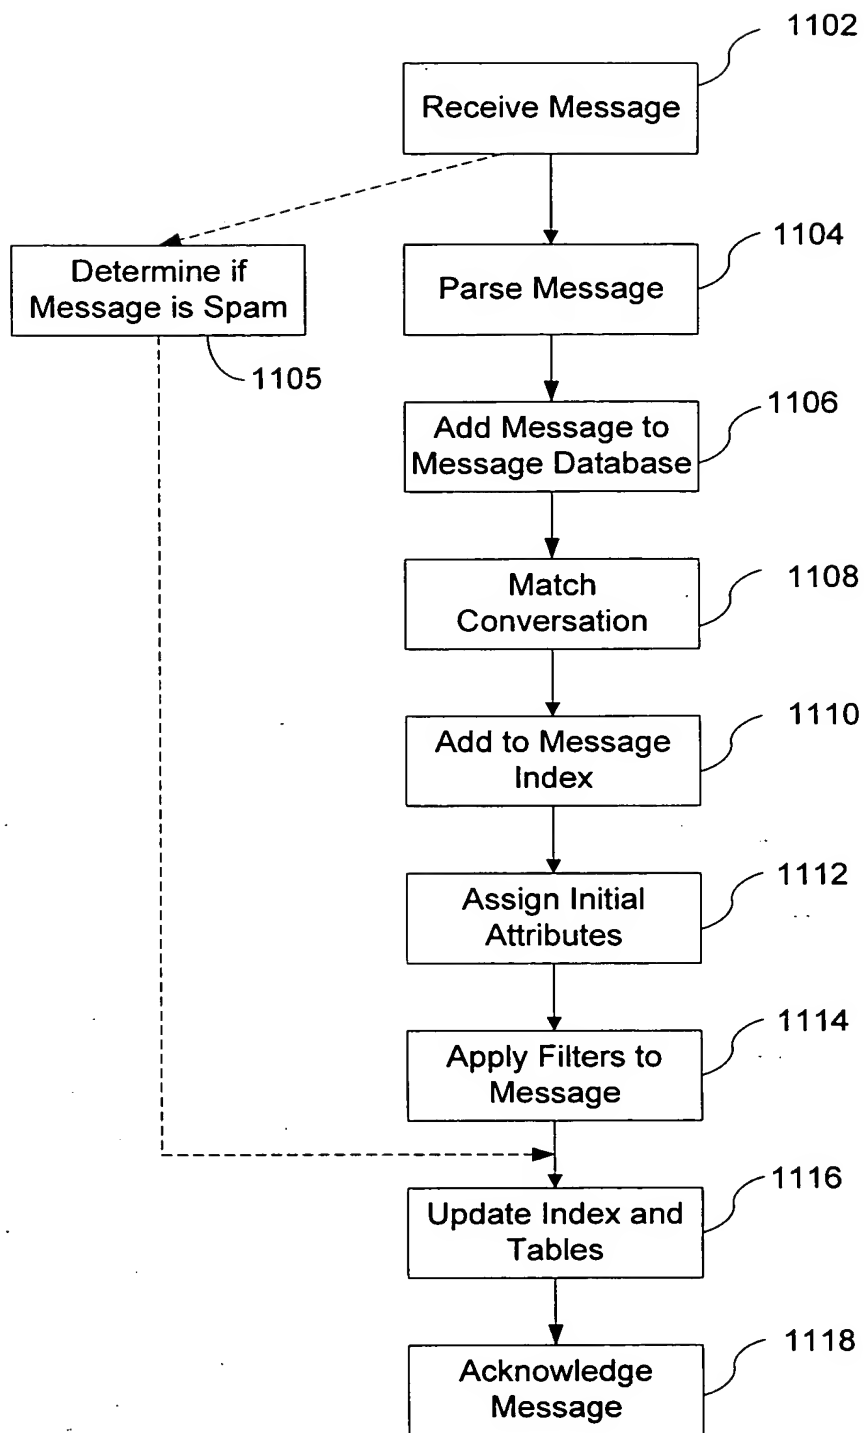 1102
Receive Message
1104
Determine if
Message is Spam
Parse Message
1105
1106
Add Message to
Message Database
1108
Match
Conversation
1110
Add to Message
Index
1112
Assign Initial
Attributes
1114
Apply Filters to
Message
1116
Update Index and
Tables
1118
Acknowledge
Message